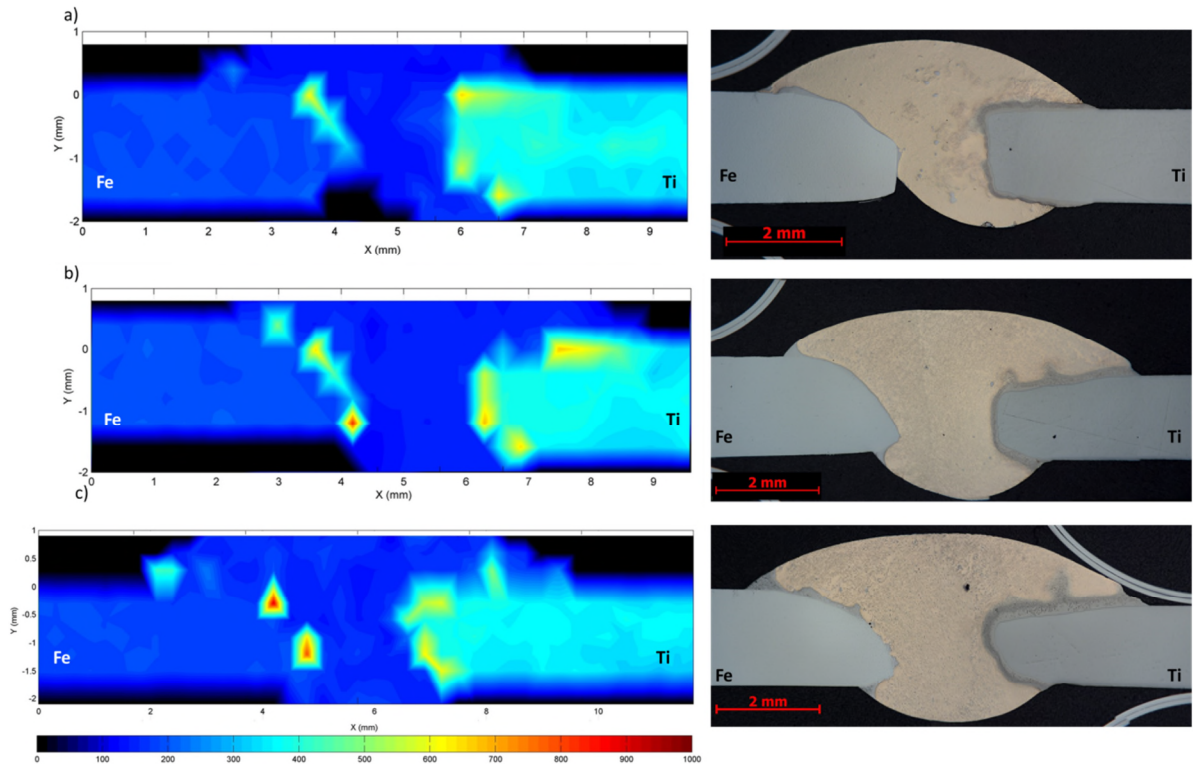 a)
1
0
-1
-2
Y (mm)
Fe
Ti
0 1 2 3 4 5 6 7 8 9
X (mm)
Fe
Ti
2 mm
b)
1
0
-1
-2
Y (mm)
Fe
Ti
0 1 2 3 4 5 6 7 8 9
X (mm)
Fe
Ti
2 mm
c)
1
0.5
0
-0.5
-1
-1.5
-2
Y (mm)
Fe
Ti
0 2 4 6 8 10
X (mm)
Fe
Ti
2 mm
0 100 200 300 400 500 600 700 800 900 1000